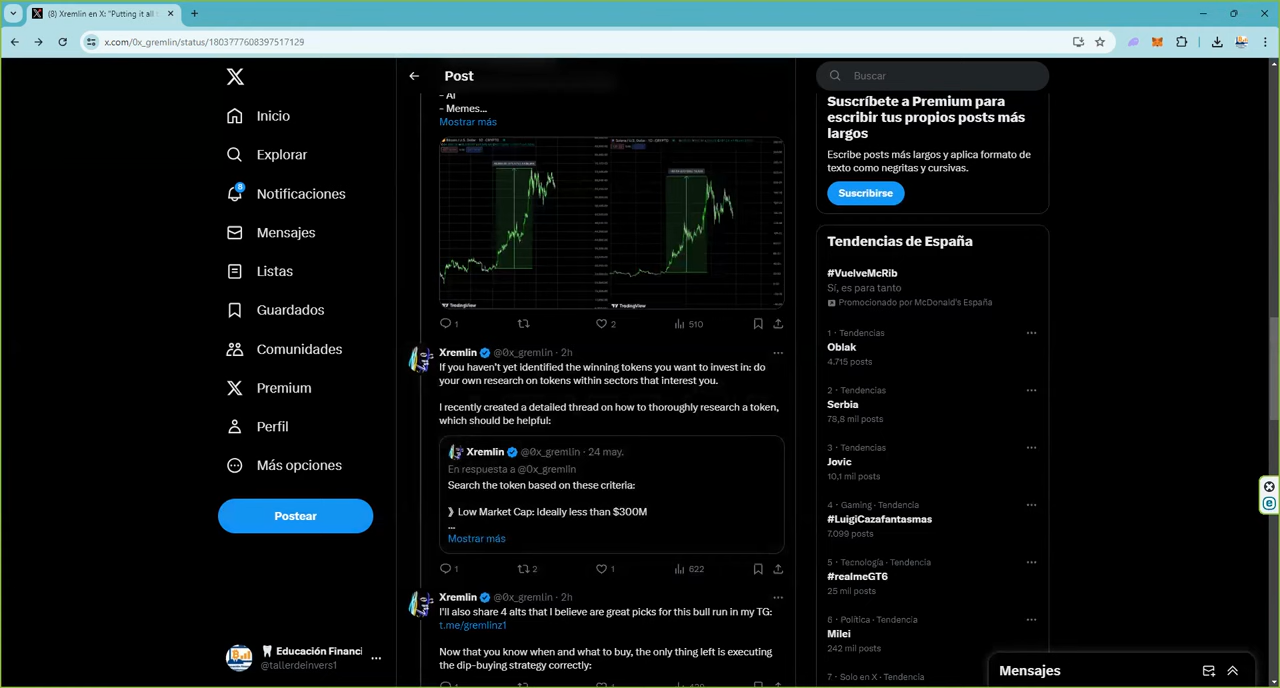 (8) Xremlin en X: "Putting it all
x.com/0x_gremlin/status/1803777608397517129
Inicio
Explorar
8
Notificaciones
Mensajes
Listas
Guardados
Comunidades
Premium
Perfil
Más opciones
Postear
Educación Financi
@tallerdeinvers1
Post
- AI
- Memes...
Mostrar más
TradingView
TradingView
1
2
510
Xremlin @0x_gremlin · 2h
If you haven't yet identified the winning tokens you want to invest in: do
your own research on tokens within sectors that interest you.
I recently created a detailed thread on how to thoroughly research a token,
which should be helpful:
Xremlin @0x_gremlin · 24 may.
En respuesta a @0x_gremlin
Search the token based on these criteria:
⟫ Low Market Cap: Ideally less than $300M
...
Mostrar más
1
2
1
622
Xremlin @0x_gremlin · 2h
I'll also share 4 alts that I believe are great picks for this bull run in my TG:
t.me/gremlinz1
Now that you know when and what to buy, the only thing left is executing
the dip-buying strategy correctly:
Buscar
Suscríbete a Premium para
escribir tus propios posts más
largos
Escribe posts más largos y aplica formato de
texto como negritas y cursivas.
Suscribirse
Tendencias de España
#VuelveMcRib
Sí, es para tanto
Promocionado por McDonald's España
1 · Tendencias
Oblak
4.715 posts
2 · Tendencias
Serbia
78,8 mil posts
3 · Tendencias
Jovic
10,1 mil posts
4 · Gaming · Tendencia
#LuigiCazafantasmas
7.099 posts
5 · Tecnología · Tendencia
#realmeGT6
25 mil posts
6 · Política · Tendencia
Milei
242 mil posts
7 · Solo en X · Tendencia
Mensajes